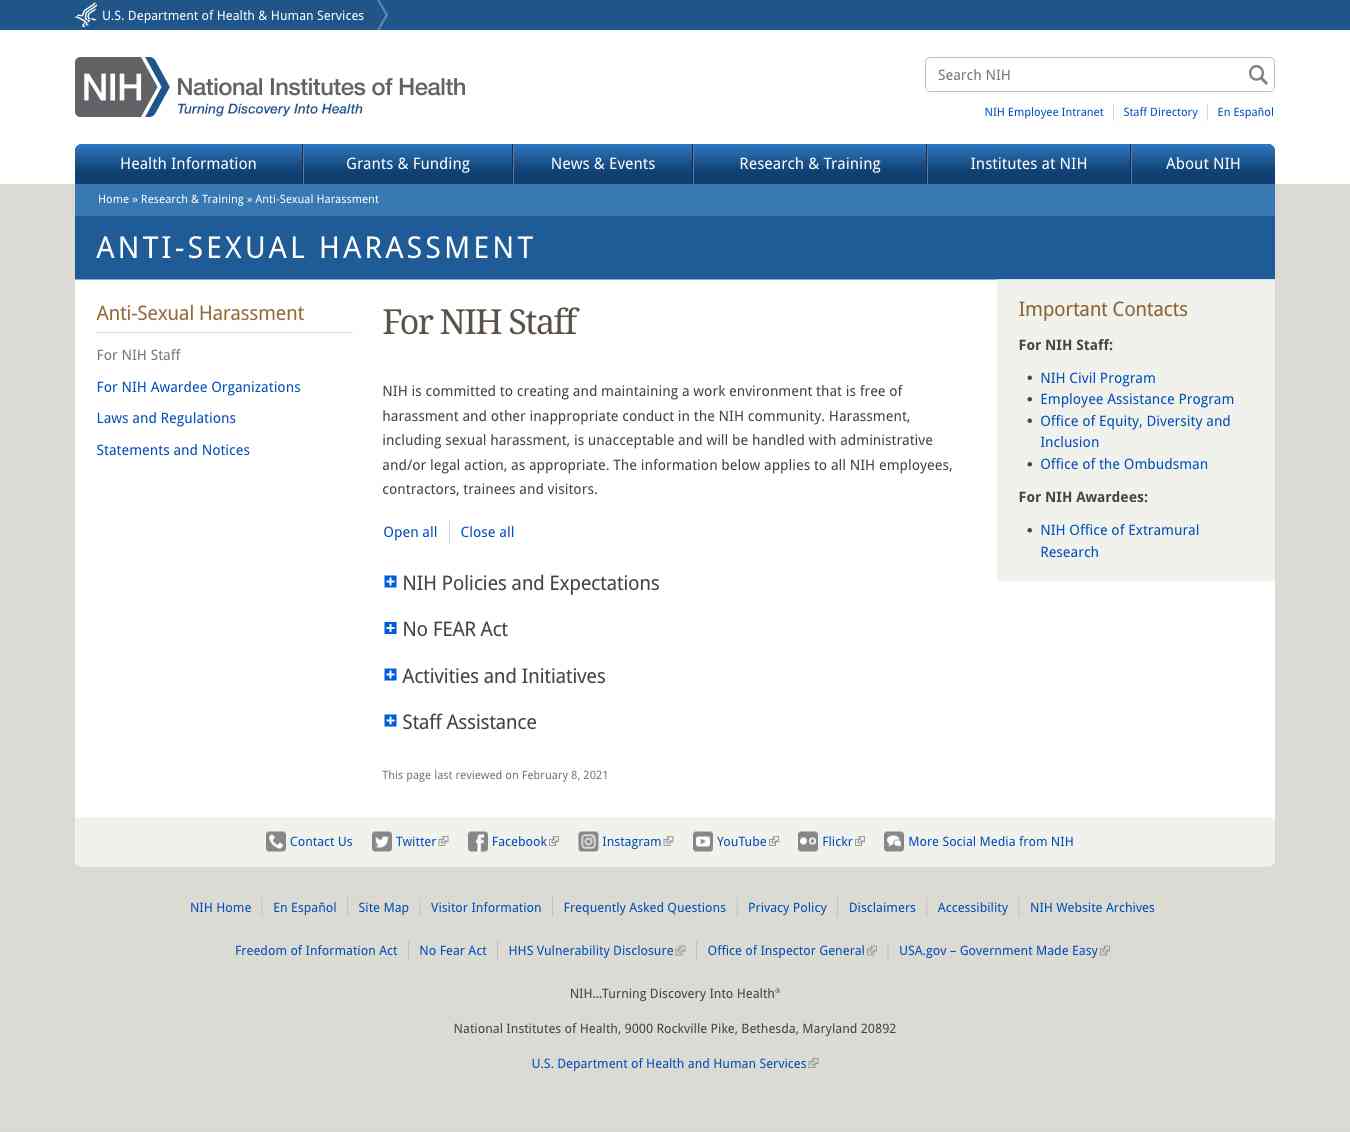 U.S. Department of Health & Human Services
NIH National Institutes of Health
Turning Discovery Into Health
Search NIH
NIH Employee Intranet
Staff Directory
En Español
Health Information
Grants & Funding
News & Events
Research & Training
Institutes at NIH
About NIH
Home » Research & Training » Anti-Sexual Harassment
ANTI-SEXUAL HARASSMENT
Anti-Sexual Harassment
For NIH Staff
For NIH Awardee Organizations
Laws and Regulations
Statements and Notices
For NIH Staff
NIH is committed to creating and maintaining a work environment that is free of
harassment and other inappropriate conduct in the NIH community. Harassment,
including sexual harassment, is unacceptable and will be handled with administrative
and/or legal action, as appropriate. The information below applies to all NIH employees,
contractors, trainees and visitors.
Open all
Close all
NIH Policies and Expectations
No FEAR Act
Activities and Initiatives
Staff Assistance
This page last reviewed on February 8, 2021
Important Contacts
For NIH Staff:
• NIH Civil Program
• Employee Assistance Program
• Office of Equity, Diversity and
Inclusion
• Office of the Ombudsman
For NIH Awardees:
• NIH Office of Extramural
Research
Contact Us
Twitter
Facebook
Instagram
YouTube
Flickr
More Social Media from NIH
NIH Home
En Español
Site Map
Visitor Information
Frequently Asked Questions
Privacy Policy
Disclaimers
Accessibility
NIH Website Archives
Freedom of Information Act
No Fear Act
HHS Vulnerability Disclosure
Office of Inspector General
USA.gov – Government Made Easy
NIH...Turning Discovery Into Health®
National Institutes of Health, 9000 Rockville Pike, Bethesda, Maryland 20892
U.S. Department of Health and Human Services